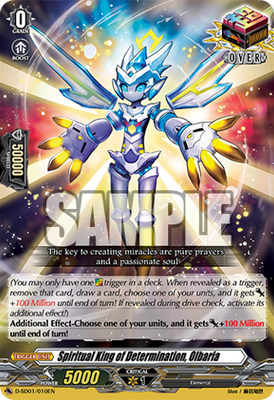 0
GRADE
BOOST
OVER
50000
SHIELD
SAMPLE
The key to creating miracles are pure prayers
and a passionate soul
(You may only have one trigger in a deck. When revealed as a trigger,
remove that card, draw a card, choose one of your units, and it gets
+100 Million until end of turn! If revealed during drive check, activate its
additional effect!)
Additional Effect-Choose one of your units, and it gets +100 Million
until end of turn!
TRIGGER UNIT
Spiritual King of Determination, Olbaria
D-SD01/010EN
POWER 5000
CRITICAL
1
Elemental